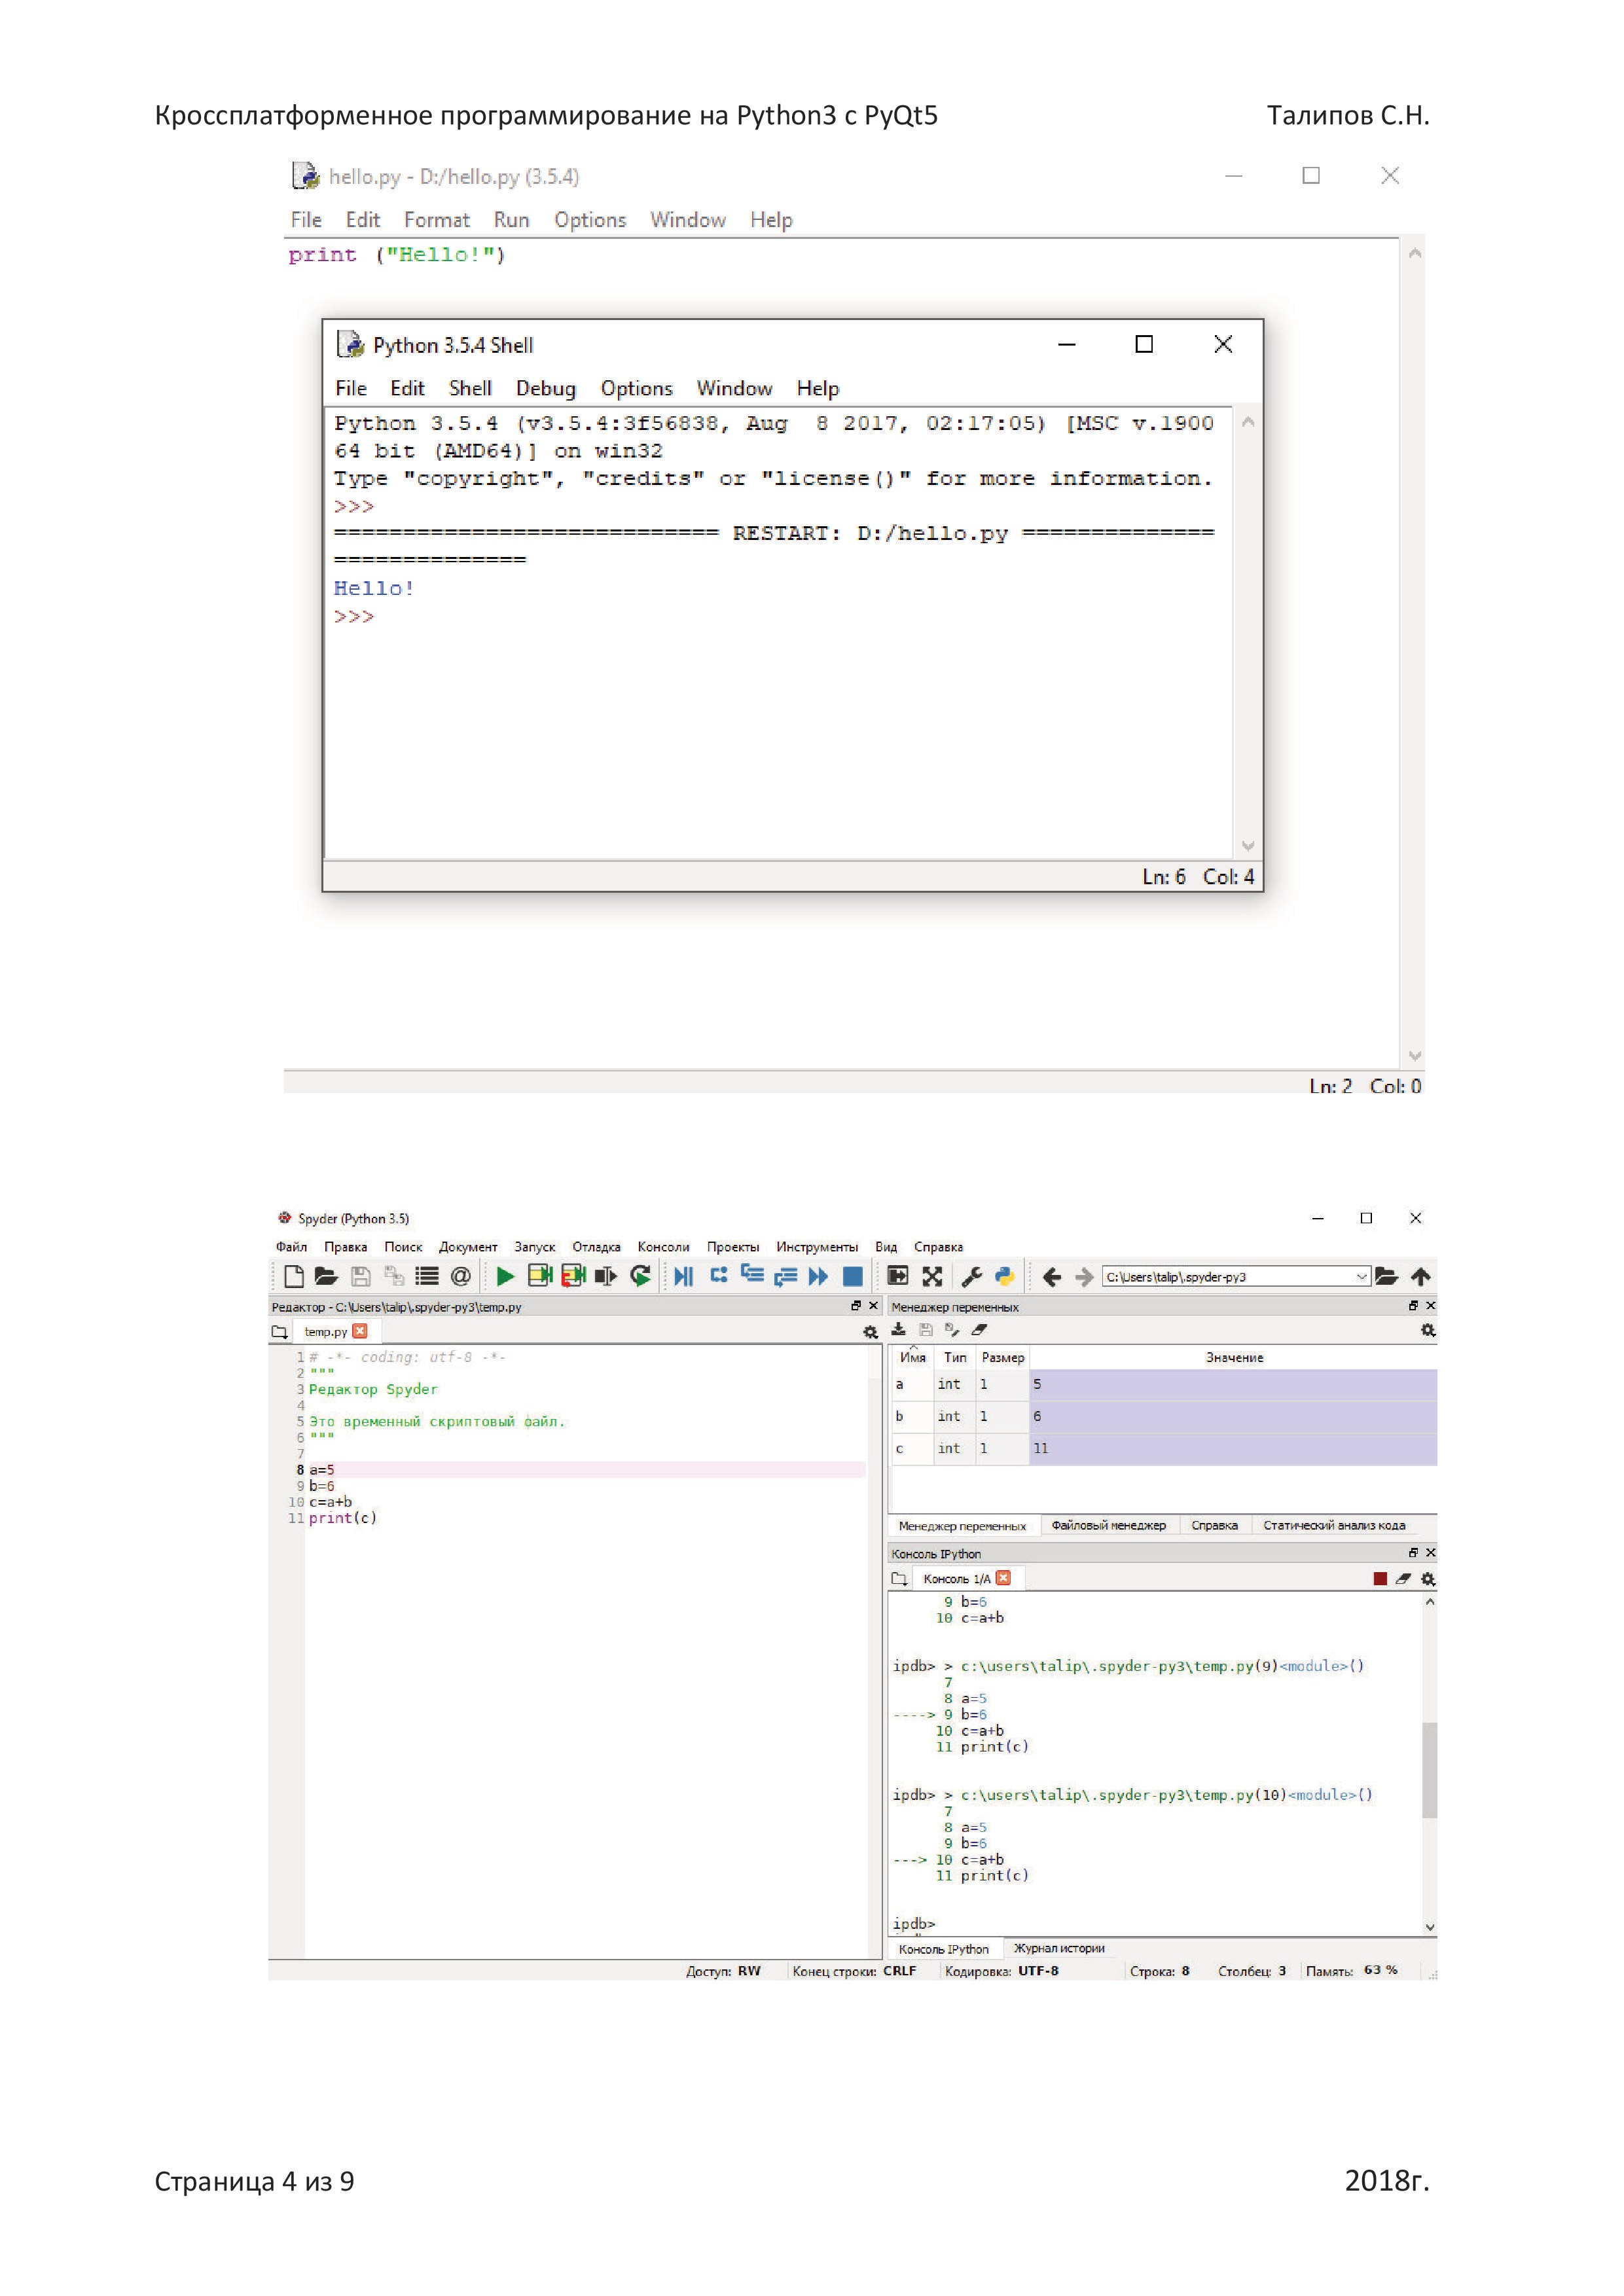 Кроссплатформенное программирование на Python3 с PyQt5 Талипов С.Н.
hello.py - D:/hello.py (3.5.4)
File Edit Format Run Options Window Help
print ("Hello!")
Python 3.5.4 Shell
File Edit Shell Debug Options Window Help
Python 3.5.4 (v3.5.4:3f56838, Aug  8 2017, 02:17:05) [MSC v.1900
64 bit (AMD64)] on win32
Type "copyright", "credits" or "license()" for more information.
>>>
============================ RESTART: D:/hello.py ==============
==============
Hello!
>>>
Ln: 6 Col: 4
Ln: 2 Col: 0
Spyder (Python 3.5)
Файл Правка Поиск Документ Запуск Отладка Консоли Проекты Инструменты Вид Справка
C:\Users\talip\.spyder-py3
Редактор - C:\Users\talip\.spyder-py3\temp.py
temp.py
1 # -*- coding: utf-8 -*-
2 """
3 Редактор Spyder
4
5 Это временный скриптовый файл.
6 """
7
8 a=5
9 b=6
10 c=a+b
11 print(c)
Менеджер переменных
Имя Тип Размер Значение
a int 1 5
b int 1 6
c int 1 11
Менеджер переменных Файловый менеджер Справка Статический анализ кода
Консоль IPython
Консоль 1/A
9 b=6
10 c=a+b
ipdb> > c:\users\talip\.spyder-py3\temp.py(9)<module>()
7
8 a=5
----> 9 b=6
10 c=a+b
11 print(c)
ipdb> > c:\users\talip\.spyder-py3\temp.py(10)<module>()
7
8 a=5
9 b=6
---> 10 c=a+b
11 print(c)
ipdb>
Консоль IPython Журнал истории
Доступ: RW Конец строки: CRLF Кодировка: UTF-8 Строка: 8 Столбец: 3 Память: 63 %
Страница 4 из 9 2018г.